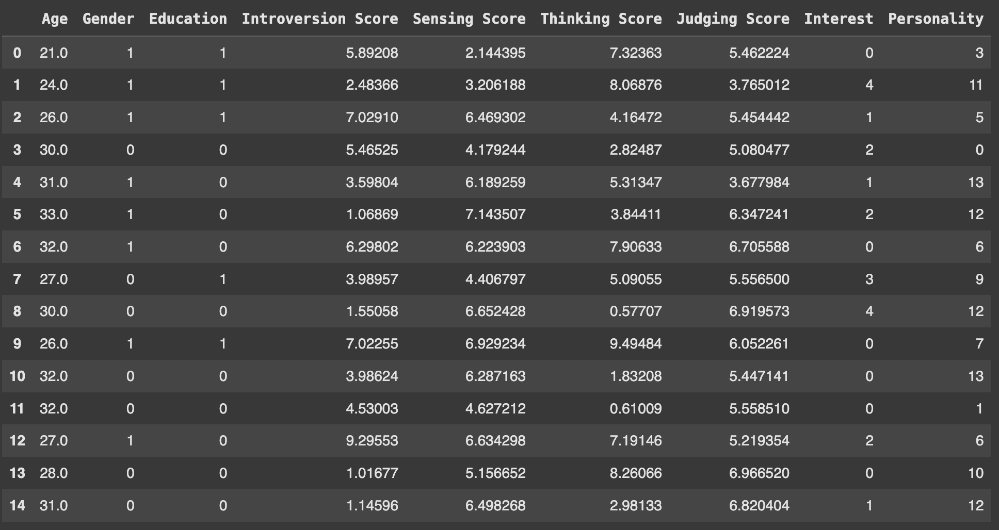 Age Gender Education Introversion Score Sensing Score Thinking Score Judging Score Interest Personality
0 21.0 1 1 5.89208 2.144395 7.32363 5.462224 0 3
1 24.0 1 1 2.48366 3.206188 8.06876 3.765012 4 11
2 26.0 1 1 7.02910 6.469302 4.16472 5.454442 1 5
3 30.0 0 0 5.46525 4.179244 2.82487 5.080477 2 0
4 31.0 1 0 3.59804 6.189259 5.31347 3.677984 1 13
5 33.0 1 0 1.06869 7.143507 3.84411 6.347241 2 12
6 32.0 1 0 6.29802 6.223903 7.90633 6.705588 0 6
7 27.0 0 1 3.98957 4.406797 5.09055 5.556500 3 9
8 30.0 0 0 1.55058 6.652428 0.57707 6.919573 4 12
9 26.0 1 1 7.02255 6.929234 9.49484 6.052261 0 7
10 32.0 0 0 3.98624 6.287163 1.83208 5.447141 0 13
11 32.0 0 0 4.53003 4.627212 0.61009 5.558510 0 1
12 27.0 1 0 9.29553 6.634298 7.19146 5.219354 2 6
13 28.0 0 0 1.01677 5.156652 8.26066 6.966520 0 10
14 31.0 0 0 1.14596 6.498268 2.98133 6.820404 1 12